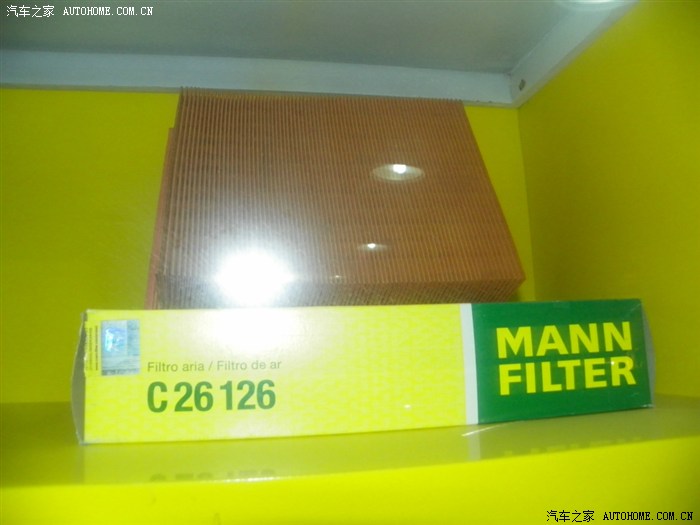 汽车之家 AUTOHOME.COM.CN
Filtro aria / Filtro de ar
C 26 126
MANN
FILTER
汽车之家 AUTOHOME.COM.CN